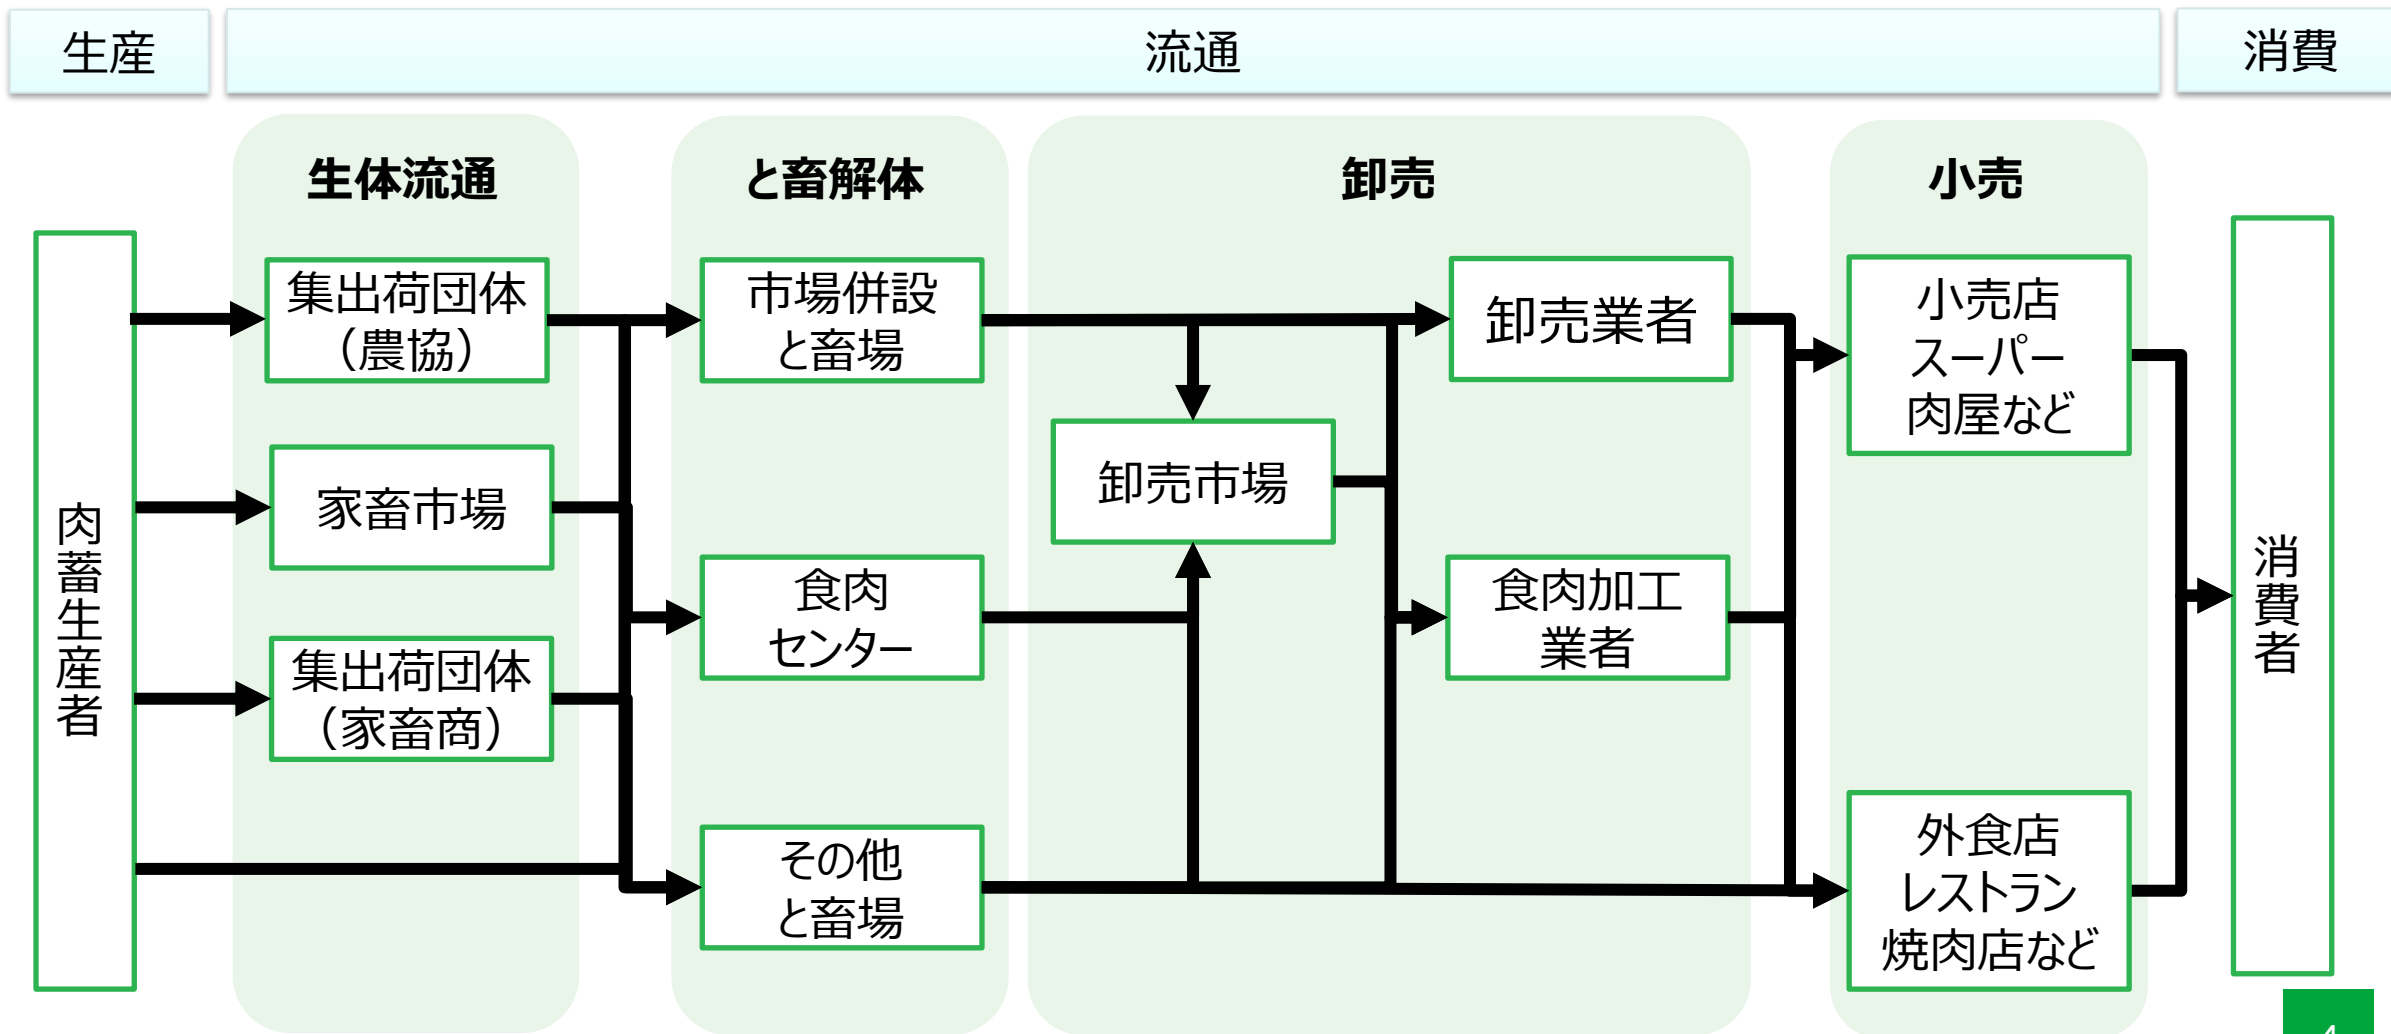 生産
流通
消費
生体流通
と畜解体
卸売
小売
肉蓄生産者
集出荷団体
（農協）
家畜市場
集出荷団体
（家畜商）
市場併設
と畜場
食肉
センター
その他
と畜場
卸売市場
卸売業者
食肉加工
業者
小売店
スーパー
肉屋など
外食店
レストラン
焼肉店など
消費者
4